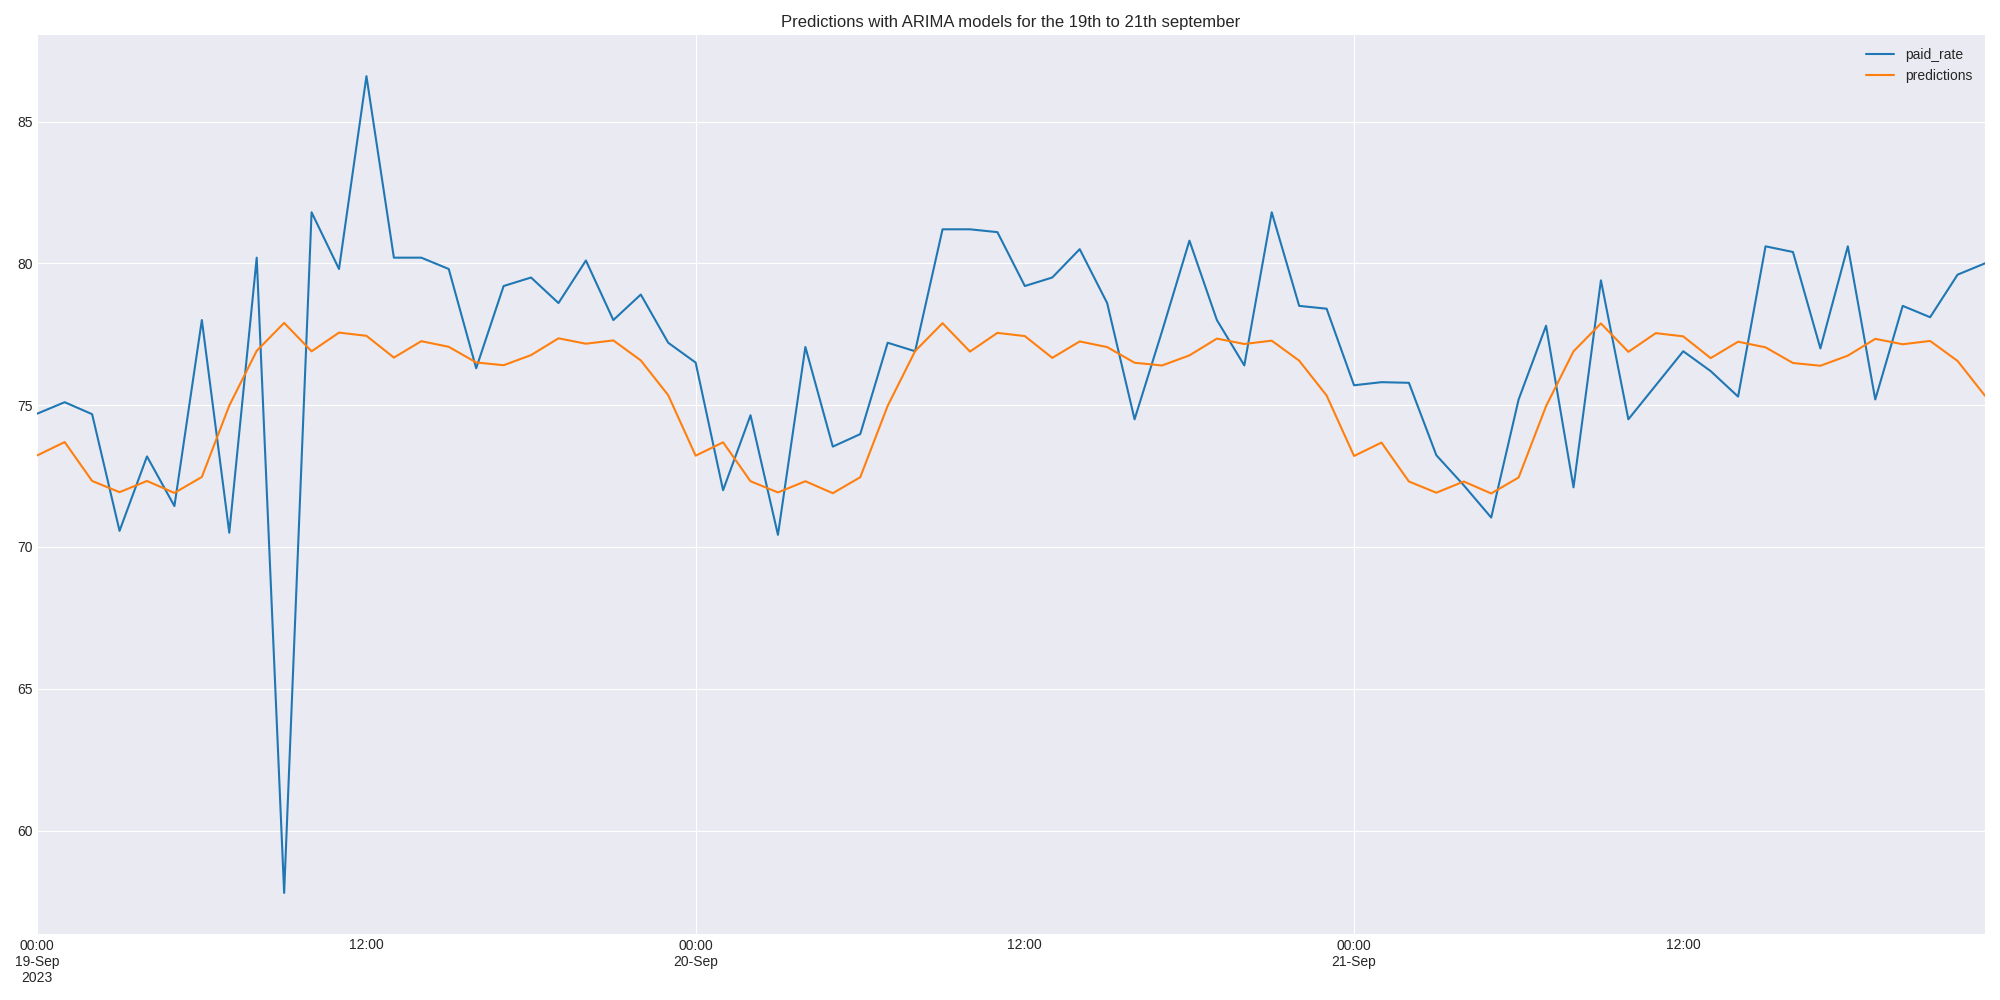 Predictions with ARIMA models for the 19th to 21th september
paid_rate
predictions
85
80
75
70
65
60
00:00
19-Sep
2023
12:00
00:00
20-Sep
12:00
00:00
21-Sep
12:00